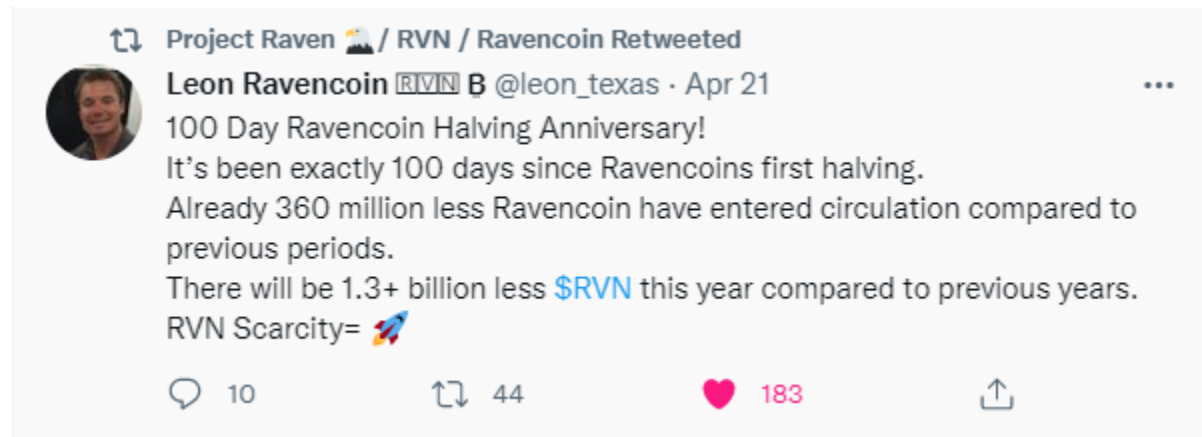 Project Raven 🦅 / RVN / Ravencoin Retweeted
Leon Ravencoin 🅁🅅🄽 ₿ @leon_texas · Apr 21
100 Day Ravencoin Halving Anniversary!
It’s been exactly 100 days since Ravencoins first halving.
Already 360 million less Ravencoin have entered circulation compared to
previous periods.
There will be 1.3+ billion less $RVN this year compared to previous years.
RVN Scarcity= 🚀
10 44 183